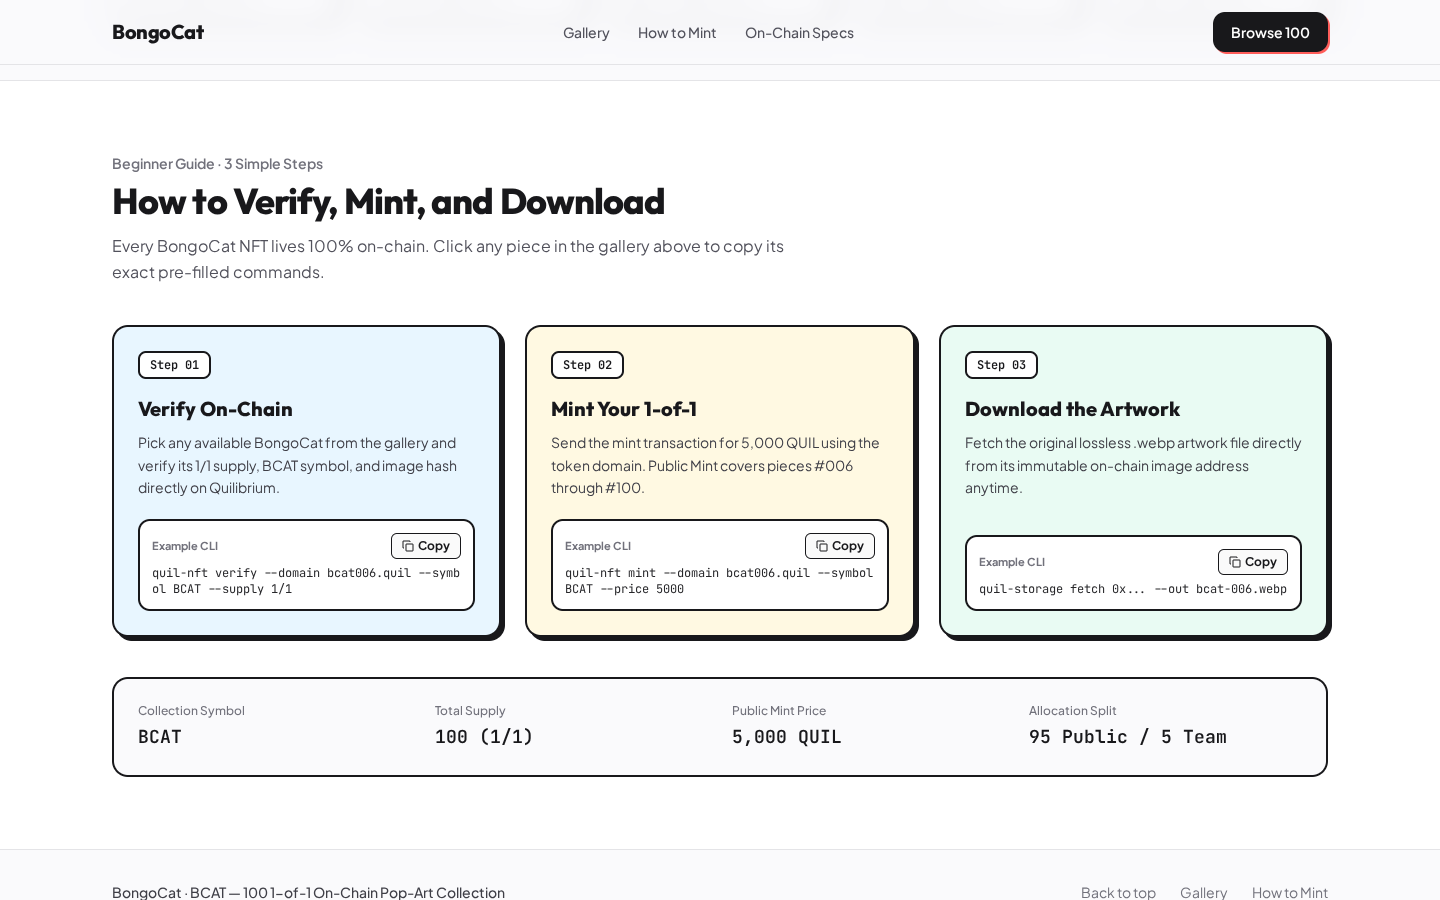 BongoCat
Gallery
How to Mint
On-Chain Specs
Browse 100
Beginner Guide · 3 Simple Steps
How to Verify, Mint, and Download
Every BongoCat NFT lives 100% on-chain. Click any piece in the gallery above to copy its
exact pre-filled commands.
Step 01
Verify On-Chain
Pick any available BongoCat from the gallery and
verify its 1/1 supply, BCAT symbol, and image hash
directly on Quilibrium.
Example CLI
Copy
quil-nft verify --domain bcat006.quil --symb
ol BCAT --supply 1/1
Step 02
Mint Your 1-of-1
Send the mint transaction for 5,000 QUIL using the
token domain. Public Mint covers pieces #006
through #100.
Example CLI
Copy
quil-nft mint --domain bcat006.quil --symbol
BCAT --price 5000
Step 03
Download the Artwork
Fetch the original lossless .webp artwork file directly
from its immutable on-chain image address
anytime.
Example CLI
Copy
quil-storage fetch 0x... --out bcat-006.webp
Collection Symbol
BCAT
Total Supply
100 (1/1)
Public Mint Price
5,000 QUIL
Allocation Split
95 Public / 5 Team
BongoCat · BCAT — 100 1-of-1 On-Chain Pop-Art Collection
Back to top
Gallery
How to Mint